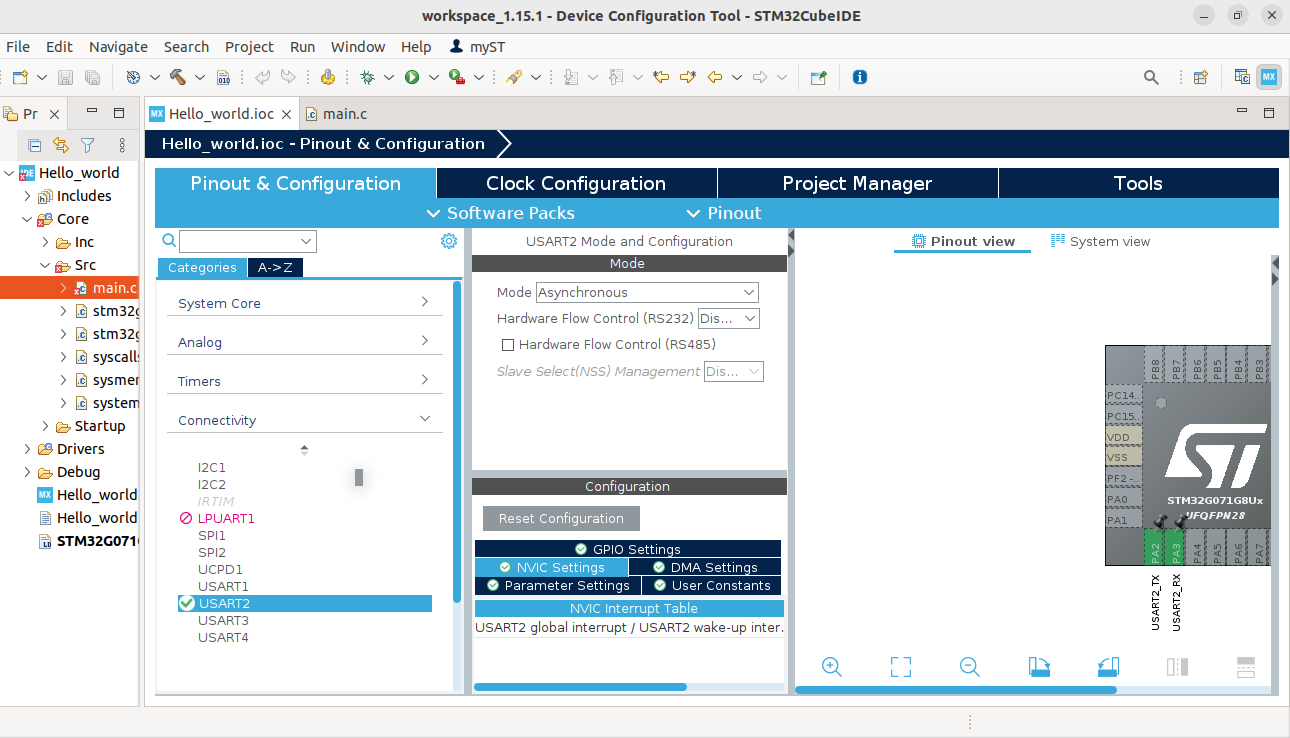 workspace_1.15.1 - Device Configuration Tool - STM32CubeIDE
File Edit Navigate Search Project Run Window Help myST
Pr
Hello_world.ioc main.c
Hello_world.ioc - Pinout & Configuration
Hello_world
Includes
Core
Inc
Src
main.c
stm32g
stm32g
syscall
sysmem
system
Startup
Drivers
Debug
Hello_world
Hello_world
STM32G071
Pinout & Configuration Clock Configuration Project Manager Tools
Software Packs Pinout
Categories A->Z
System Core
Analog
Timers
Connectivity
I2C1
I2C2
IRTIM
LPUART1
SPI1
SPI2
UCPD1
USART1
USART2
USART3
USART4
USART2 Mode and Configuration
Mode
Mode Asynchronous
Hardware Flow Control (RS232) Dis...
Hardware Flow Control (RS485)
Slave Select(NSS) Management Dis...
Configuration
Reset Configuration
GPIO Settings
NVIC Settings DMA Settings
Parameter Settings User Constants
NVIC Interrupt Table
USART2 global interrupt / USART2 wake-up inter.
Pinout view System view
PB8 PB7 PB6 PB5 PB4 PB3
PC14..
PC15..
VDD
VSS
PF2 -..
PA0
PA1
STM32G071G8Ux
UFQFPN28
PA2 PA3 PA4 PA5 PA6 PA7
USART2_TX
USART2_RX